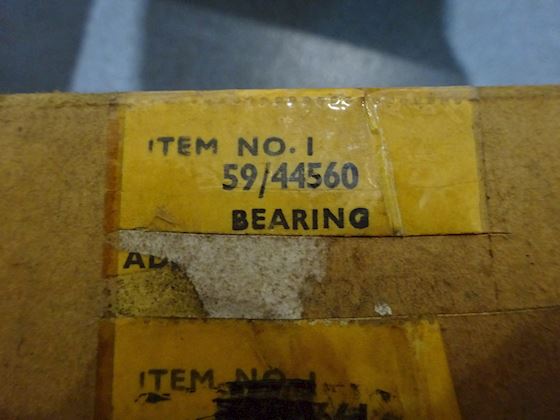 ITEM NO. 1
59/44560
BEARING
ITEM NO. 1